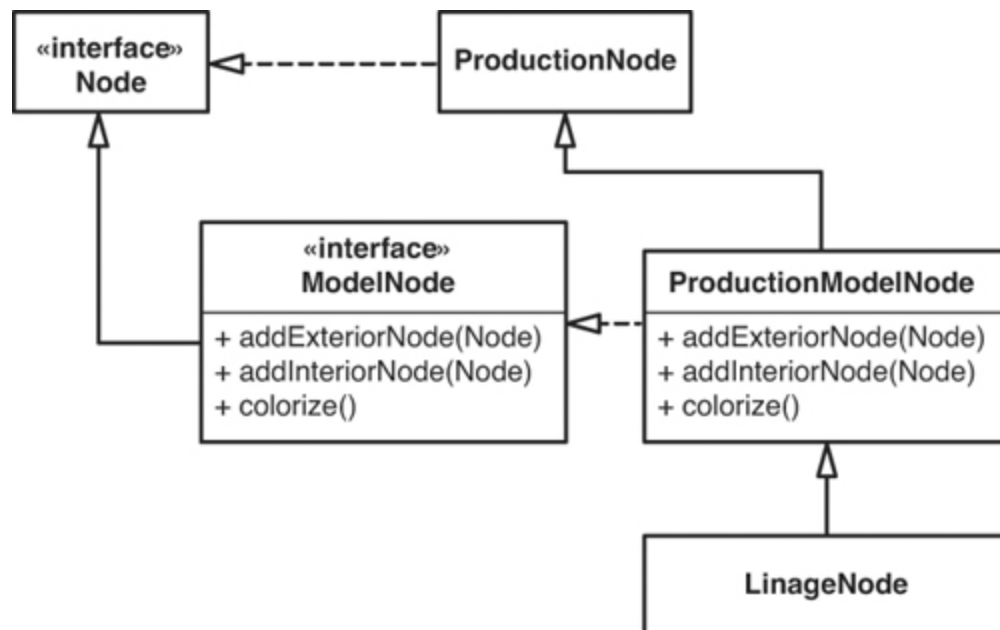 «interface»
Node
ProductionNode
«interface»
ModelNode
+ addExteriorNode(Node)
+ addInteriorNode(Node)
+ colorize()
ProductionModelNode
+ addExteriorNode(Node)
+ addInteriorNode(Node)
+ colorize()
LinageNode